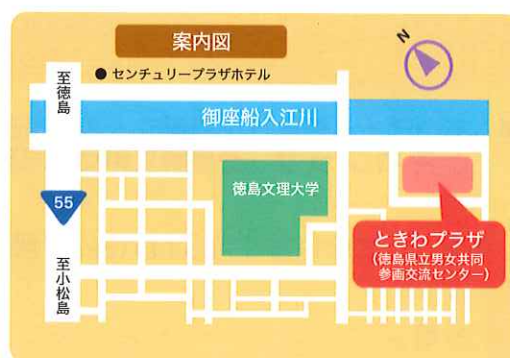 案内図
N
至徳島
● センチュリープラザホテル
御座船入江川
徳島文理大学
55
ときわプラザ
(徳島県立男女共同
参画交流センター)
至小松島